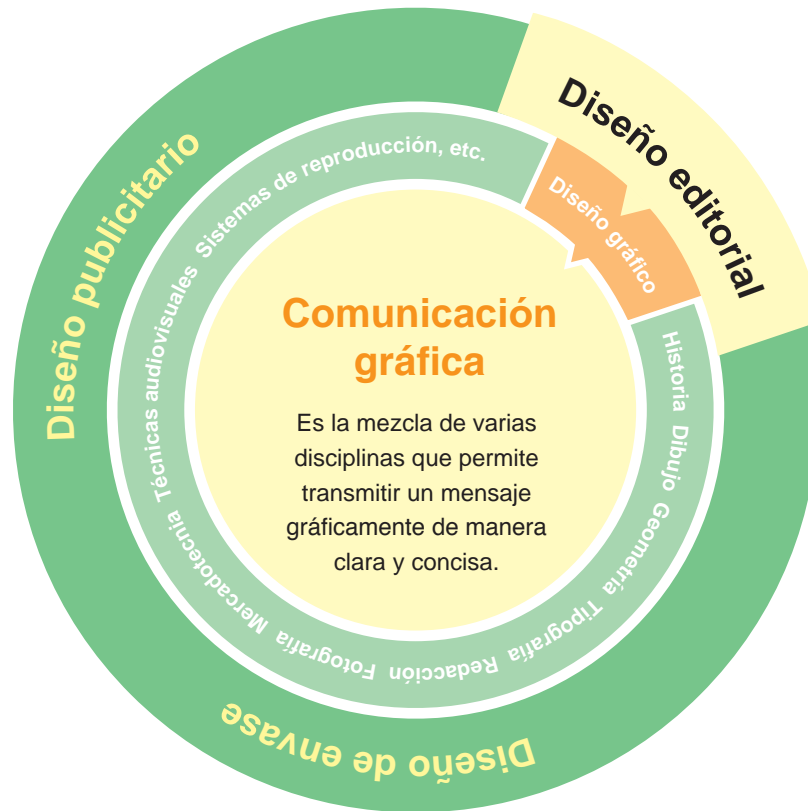 Diseño editorial
Diseño publicitario
Diseño de envase
Diseño gráfico
Historia Dibujo Geometría Tipografía Redacción Fotografía Mercadotecnia Técnicas audiovisuales Sistemas de reproducción, etc.
Comunicación
gráfica
Es la mezcla de varias
disciplinas que permite
transmitir un mensaje
gráficamente de manera
clara y concisa.